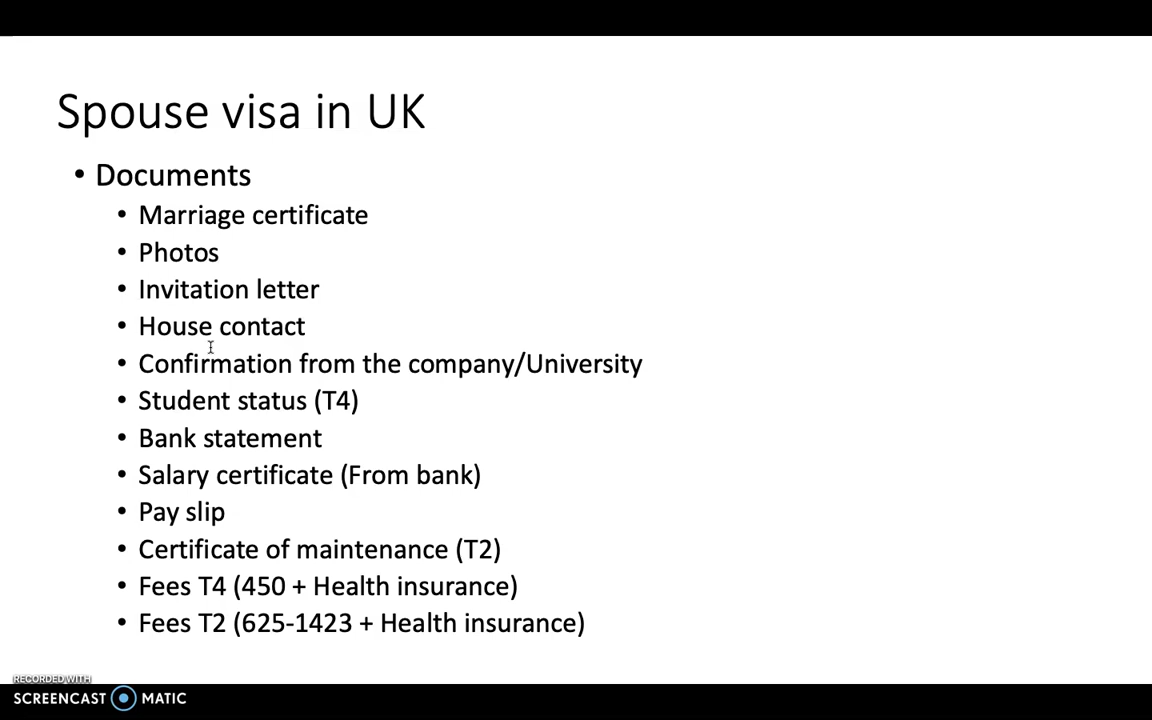 Spouse visa in UK
• Documents
• Marriage certificate
• Photos
• Invitation letter
• House contact
• Confirmation from the company/University
• Student status (T4)
• Bank statement
• Salary certificate (From bank)
• Pay slip
• Certificate of maintenance (T2)
• Fees T4 (450 + Health insurance)
• Fees T2 (625-1423 + Health insurance)
RECORDED WITH
SCREENCAST MATIC